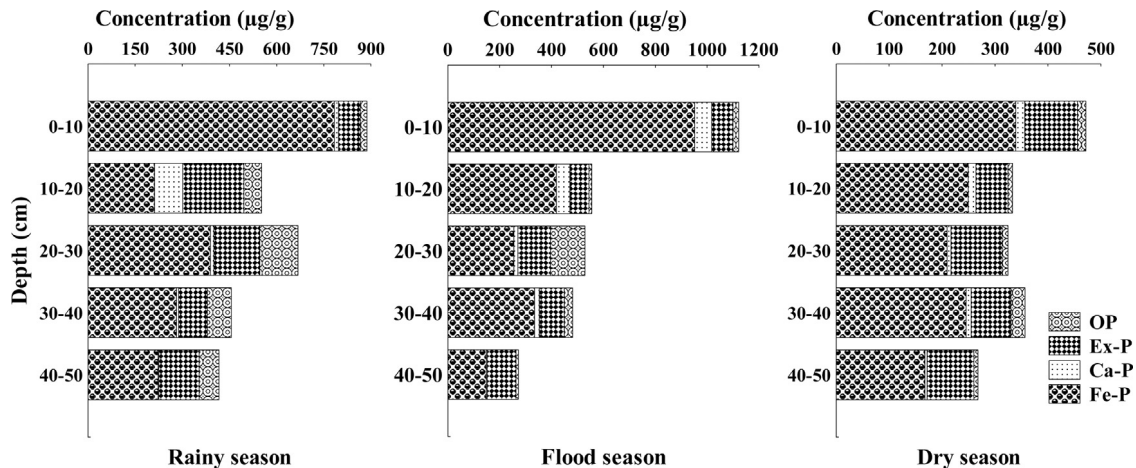 Concentration (µg/g)
0 150 300 450 600 750 900
Depth (cm)
0-10
10-20
20-30
30-40
40-50
Rainy season
Concentration (µg/g)
0 200 400 600 800 1000 1200
0-10
10-20
20-30
30-40
40-50
Flood season
Concentration (µg/g)
0 100 200 300 400 500
0-10
10-20
20-30
30-40
40-50
Dry season
OP
Ex-P
Ca-P
Fe-P